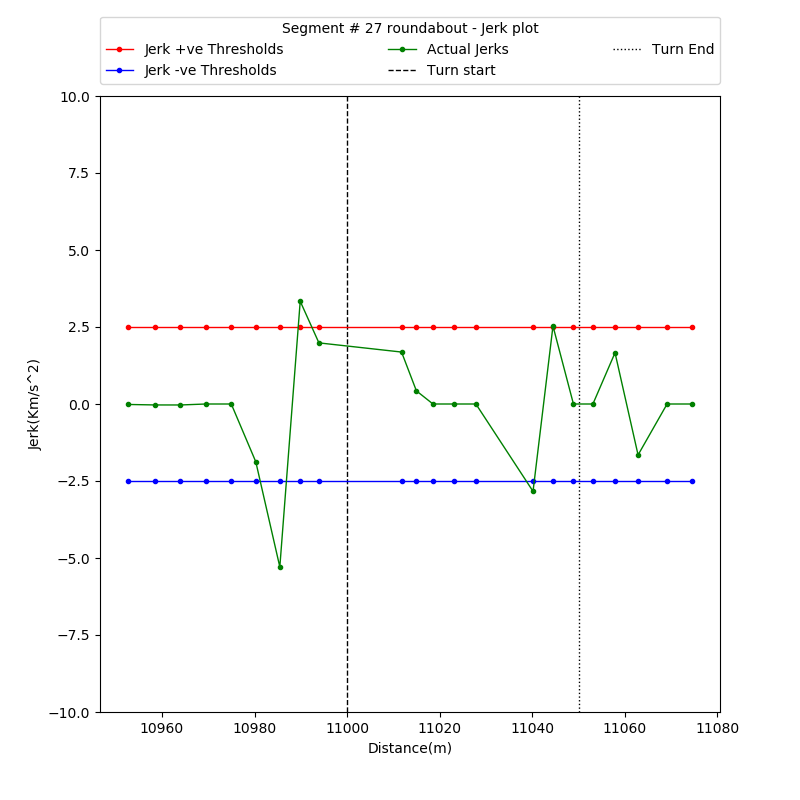 Segment # 27 roundabout - Jerk plot
Jerk +ve Thresholds
Jerk -ve Thresholds
Actual Jerks
Turn start
Turn End
10.0
7.5
5.0
2.5
0.0
−2.5
−5.0
−7.5
−10.0
Jerk(Km/s^2)
10960 10980 11000 11020 11040 11060 11080
Distance(m)